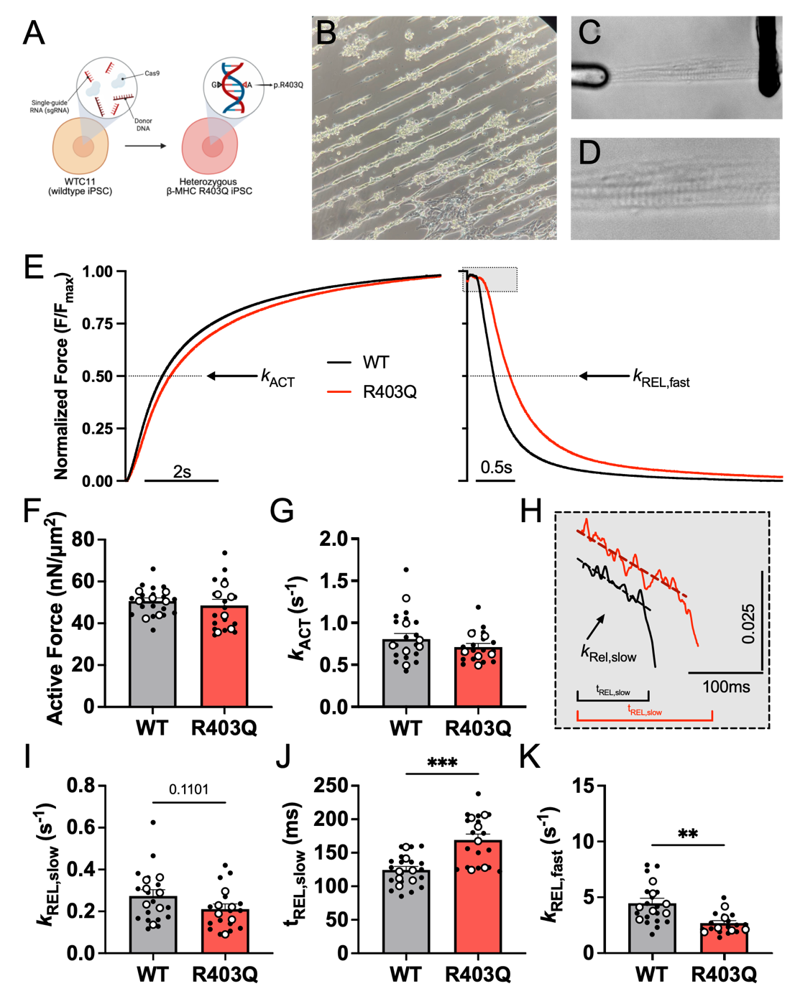 A
Cas9
Single-guide
RNA (sgRNA)
Donor
DNA
G
A
p.R403Q
WTC11
(wildtype iPSC)
Heterozygous
β-MHC R403Q iPSC
B
C
D
E
Normalized Force (F/Fmax)
1.00
0.75
0.50
0.25
0.00
kACT
2s
WT
R403Q
kREL,fast
0.5s
F
Active Force (nN/μm²)
80
60
40
20
0
WT
R403Q
G
kACT (s-1)
2.0
1.5
1.0
0.5
0.0
WT
R403Q
H
kRel,slow
0.025
100ms
tREL,slow
tREL,slow
I
kREL,slow (s-1)
0.8
0.6
0.4
0.2
0.0
0.1101
WT
R403Q
J
tREL,slow (ms)
250
200
150
100
50
0
***
WT
R403Q
K
kREL,fast (s-1)
15
10
5
0
**
WT
R403Q